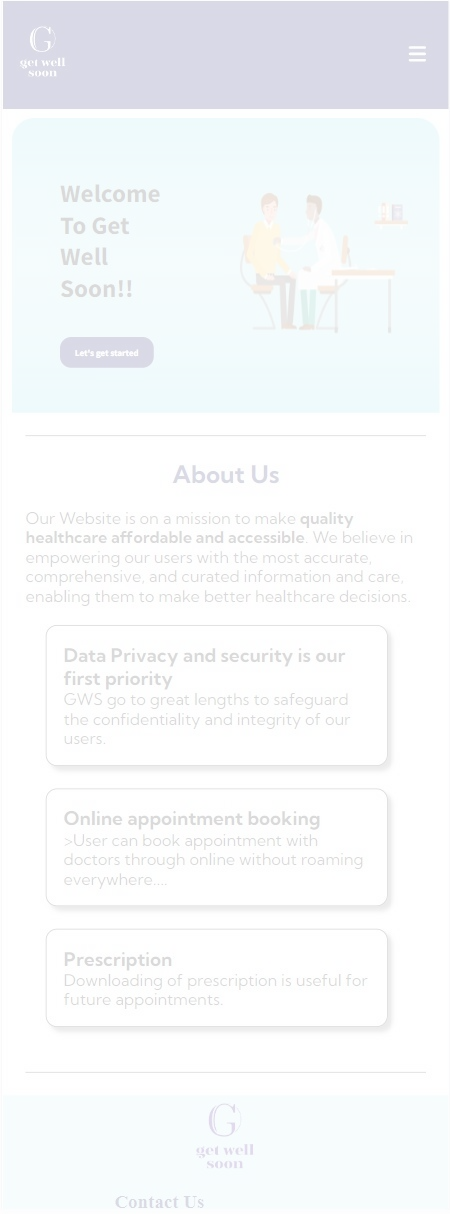 G
get well
soon
Welcome
To Get
Well
Soon!!
Let's get started
About Us
Our Website is on a mission to make quality
healthcare affordable and accessible. We believe in
empowering our users with the most accurate,
comprehensive, and curated information and care,
enabling them to make better healthcare decisions.
Data Privacy and security is our
first priority
GWS go to great lengths to safeguard
the confidentiality and integrity of our
users.
Online appointment booking
>User can book appointment with
doctors through online without roaming
everywhere....
Prescription
Downloading of prescription is useful for
future appointments.
G
get well
soon
Contact Us